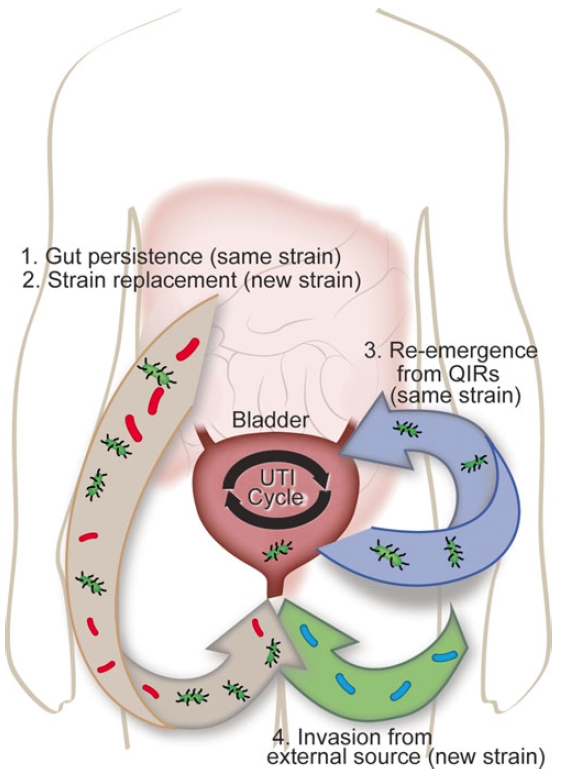 1. Gut persistence (same strain)
2. Strain replacement (new strain)
3. Re-emergence
from QIRs
(same strain)
Bladder
UTI
Cycle
4. Invasion from
external source (new strain)